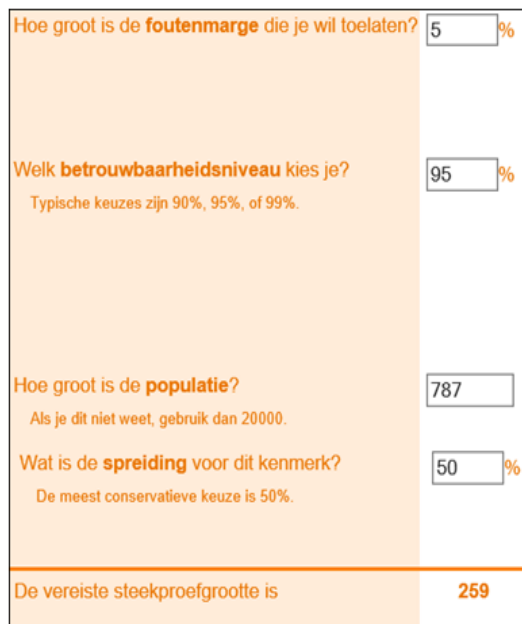 Hoe groot is de foutenmarge die je wil toelaten? 5 %
Welk betrouwbaarheidsniveau kies je? 95 %
Typische keuzes zijn 90%, 95%, of 99%.
Hoe groot is de populatie? 787
Als je dit niet weet, gebruik dan 20000.
Wat is de spreiding voor dit kenmerk? 50 %
De meest conservatieve keuze is 50%.
De vereiste steekproefgrootte is 259